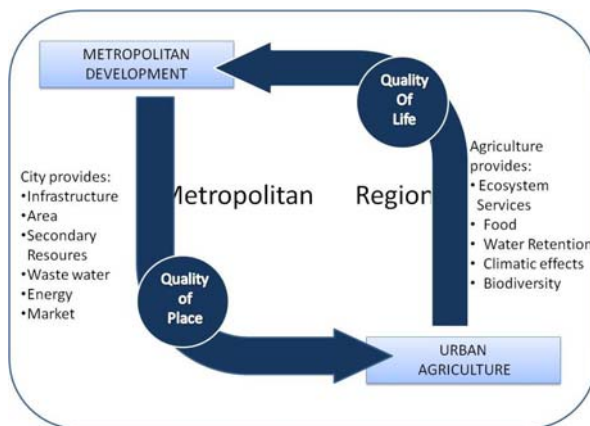 METROPOLITAN
DEVELOPMENT
Quality
Of
Life
City provides:
•Infrastructure
•Area
•Secondary
Resoures
•Waste water
•Energy
•Market
Metropolitan Region
Agriculture
provides:
• Ecosystem
Services
• Food
• Water Retention
• Climatic effects
• Biodiversity
Quality
of
Place
URBAN
AGRICULTURE